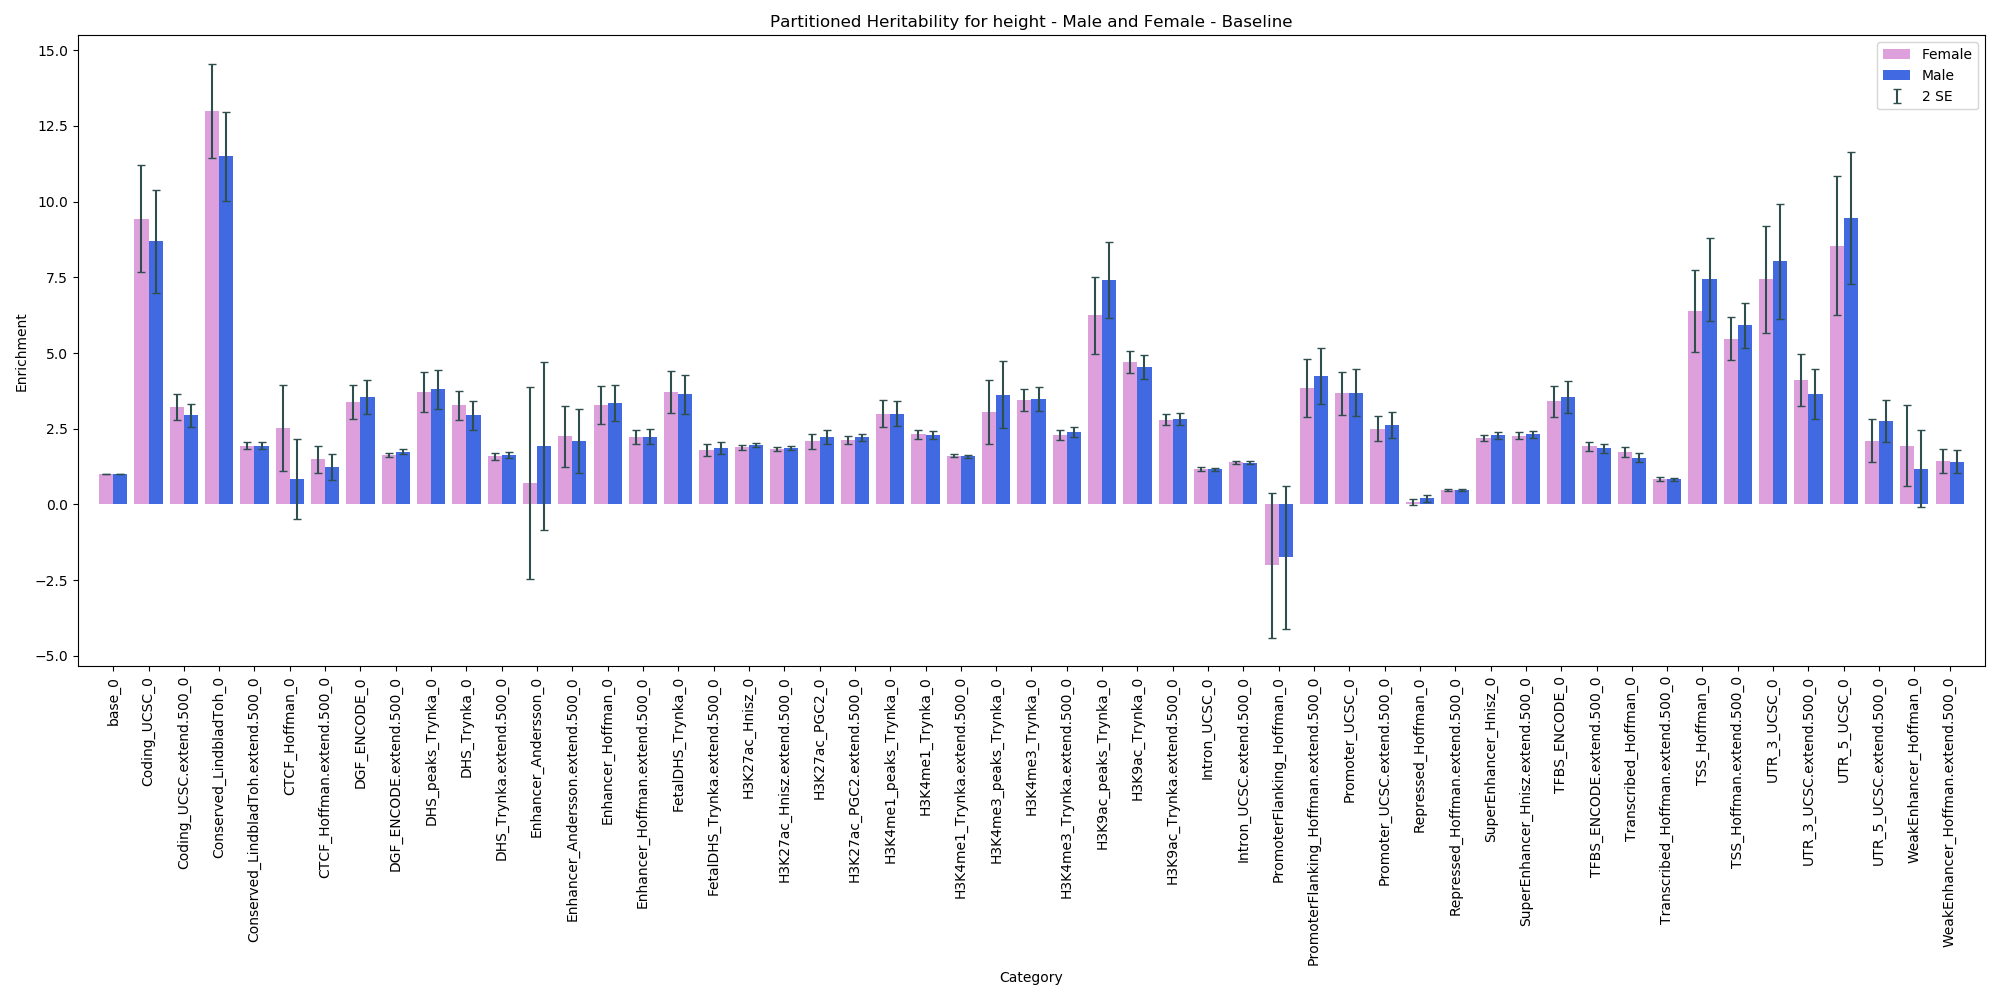 Partitioned Heritability for height - Male and Female - Baseline
Female
Male
2 SE
Enrichment
15.0
12.5
10.0
7.5
5.0
2.5
0.0
−2.5
−5.0
base_0
Coding_UCSC_0
Coding_UCSC.extend.500_0
Conserved_LindbladToh_0
Conserved_LindbladToh.extend.500_0
CTCF_Hoffman_0
CTCF_Hoffman.extend.500_0
DGF_ENCODE_0
DGF_ENCODE.extend.500_0
DHS_peaks_Trynka_0
DHS_Trynka_0
DHS_Trynka.extend.500_0
Enhancer_Andersson_0
Enhancer_Andersson.extend.500_0
Enhancer_Hoffman_0
Enhancer_Hoffman.extend.500_0
FetalDHS_Trynka_0
FetalDHS_Trynka.extend.500_0
H3K27ac_Hnisz_0
H3K27ac_Hnisz.extend.500_0
H3K27ac_PGC2_0
H3K27ac_PGC2.extend.500_0
H3K4me1_peaks_Trynka_0
H3K4me1_Trynka_0
H3K4me1_Trynka.extend.500_0
H3K4me3_peaks_Trynka_0
H3K4me3_Trynka_0
H3K4me3_Trynka.extend.500_0
H3K9ac_peaks_Trynka_0
H3K9ac_Trynka_0
H3K9ac_Trynka.extend.500_0
Intron_UCSC_0
Intron_UCSC.extend.500_0
PromoterFlanking_Hoffman_0
PromoterFlanking_Hoffman.extend.500_0
Promoter_UCSC_0
Promoter_UCSC.extend.500_0
Repressed_Hoffman_0
Repressed_Hoffman.extend.500_0
SuperEnhancer_Hnisz_0
SuperEnhancer_Hnisz.extend.500_0
TFBS_ENCODE_0
TFBS_ENCODE.extend.500_0
Transcribed_Hoffman_0
Transcribed_Hoffman.extend.500_0
TSS_Hoffman_0
TSS_Hoffman.extend.500_0
UTR_3_UCSC_0
UTR_3_UCSC.extend.500_0
UTR_5_UCSC_0
UTR_5_UCSC.extend.500_0
WeakEnhancer_Hoffman_0
WeakEnhancer_Hoffman.extend.500_0
Category